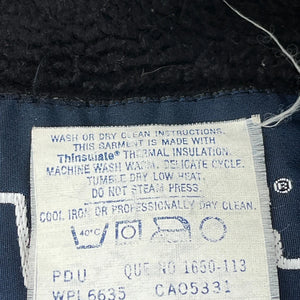 WASH OR DRY CLEAN INSTRUCTIONS.
THIS GARMENT IS MADE WITH
Thinsulate® THERMAL INSULATION.
MACHINE WASH WARM, DELICATE CYCLE.
TUMBLE DRY LOW HEAT.
DO NOT STEAM PRESS.
COOL IRON OR PROFESSIONALLY DRY CLEAN
40°C
PDU QUE NO 1650-113
WPL6635 CA05331
®